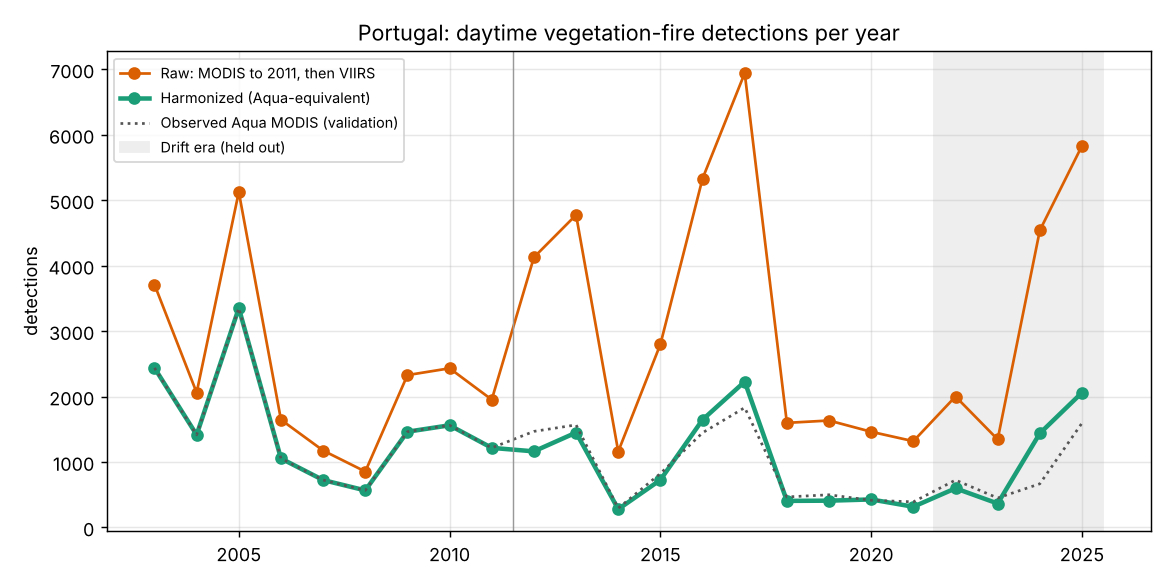 Portugal: daytime vegetation-fire detections per year
Raw: MODIS to 2011, then VIIRS
Harmonized (Aqua-equivalent)
Observed Aqua MODIS (validation)
Drift era (held out)
7000
6000
5000
4000
3000
2000
1000
0
detections
2005
2010
2015
2020
2025